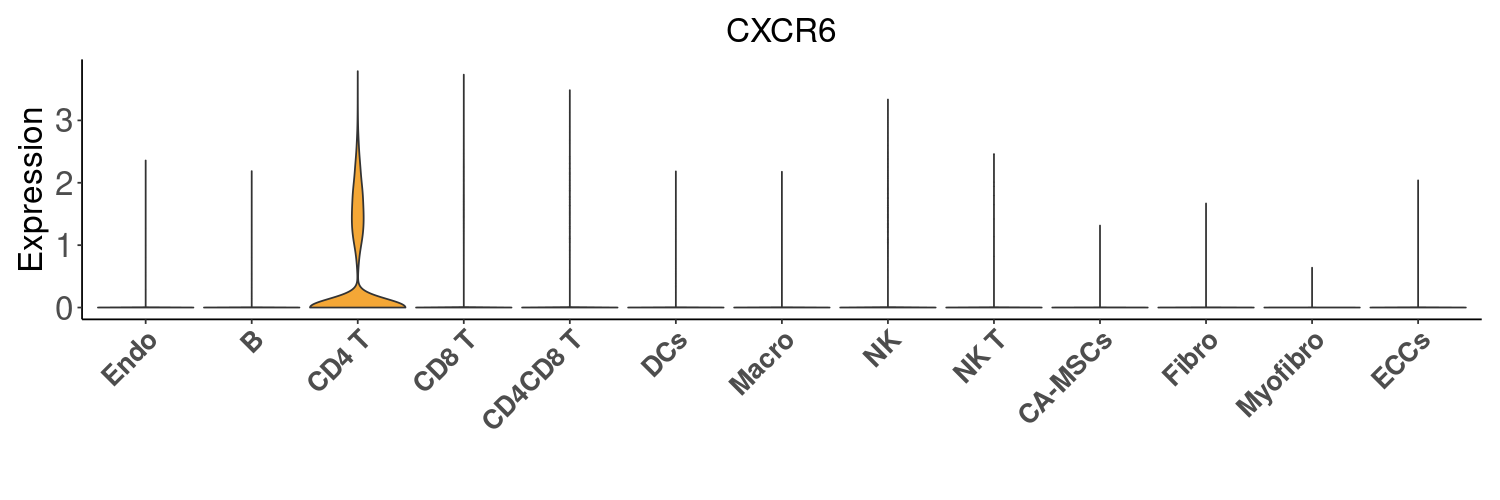 CXCR6
Expression
3
2
1
0
Endo
B
CD4 T
CD8 T
CD4CD8 T
DCs
Macro
NK
NK T
CA-MSCs
Fibro
Myofibro
ECCs